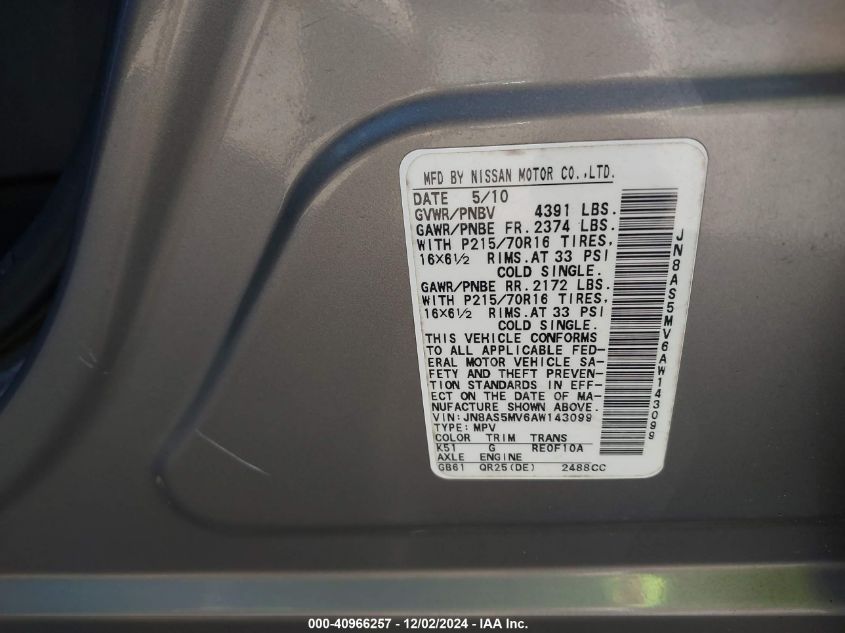 MFD BY NISSAN MOTOR CO.,LTD.
DATE 5/10
GVWR/PNBV 4391 LBS.
GAWR/PNBE FR. 2374 LBS.
WITH P215/70R16 TIRES,
16X6½ RIMS.AT 33 PSI
COLD SINGLE.
GAWR/PNBE RR. 2172 LBS.
WITH P215/70R16 TIRES,
16X6½ RIMS.AT 33 PSI
COLD SINGLE.
THIS VEHICLE CONFORMS
TO ALL APPLICABLE FED-
ERAL MOTOR VEHICLE SA-
FETY AND THEFT PREVEN-
TION STANDARDS IN EFF-
ECT ON THE DATE OF MA-
NUFACTURE SHOWN ABOVE.
VIN:JN8AS5MV6AW143099
TYPE: MPV
COLOR TRIM TRANS
K51 G RE0F10A
AXLE ENGINE
GB61 QR25(DE) 2488CC
JN8AS5MV6AW143099
000-40966257 - 12/02/2024 - IAA Inc.